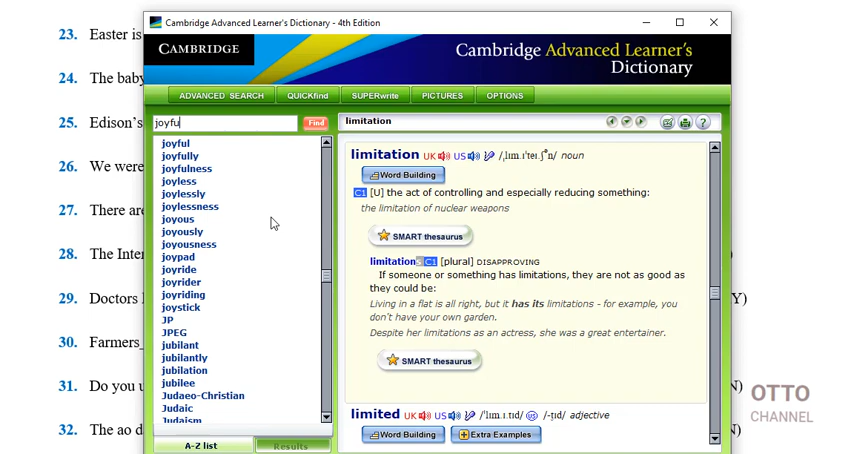 23. Easter is
24. The baby
25. Edison's
26. We were
27. There are
28. The Inter
29. Doctors
30. Farmers_
31. Do you u
32. The ao da
Y)
N)
N)
Cambridge Advanced Learner's Dictionary - 4th Edition
CAMBRIDGE
Cambridge Advanced Learner's
Dictionary
ADVANCED SEARCH QUICKfind SUPERwrite PICTURES OPTIONS
joyfu Find
joyful
joyfully
joyfulness
joyless
joylessly
joylessness
joyous
joyously
joyousness
joypad
joyride
joyrider
joyriding
joystick
JP
JPEG
jubilant
jubilantly
jubilation
jubilee
Judaeo-Christian
Judaic
Judaism
A-Z list Results
limitation ?
limitation UK US /ˌlɪm.ɪˈteɪ.ʃən/ noun
Word Building
C1 [U] the act of controlling and especially reducing something:
the limitation of nuclear weapons
SMART thesaurus
limitations C1 [plural] DISAPPROVING
If someone or something has limitations, they are not as good as
they could be:
Living in a flat is all right, but it has its limitations - for example, you
don't have your own garden.
Despite her limitations as an actress, she was a great entertainer.
SMART thesaurus
limited UK US /ˈlɪm.ɪ.tɪd/ US /-t̬ɪd/ adjective
Word Building Extra Examples
OTTO
CHANNEL